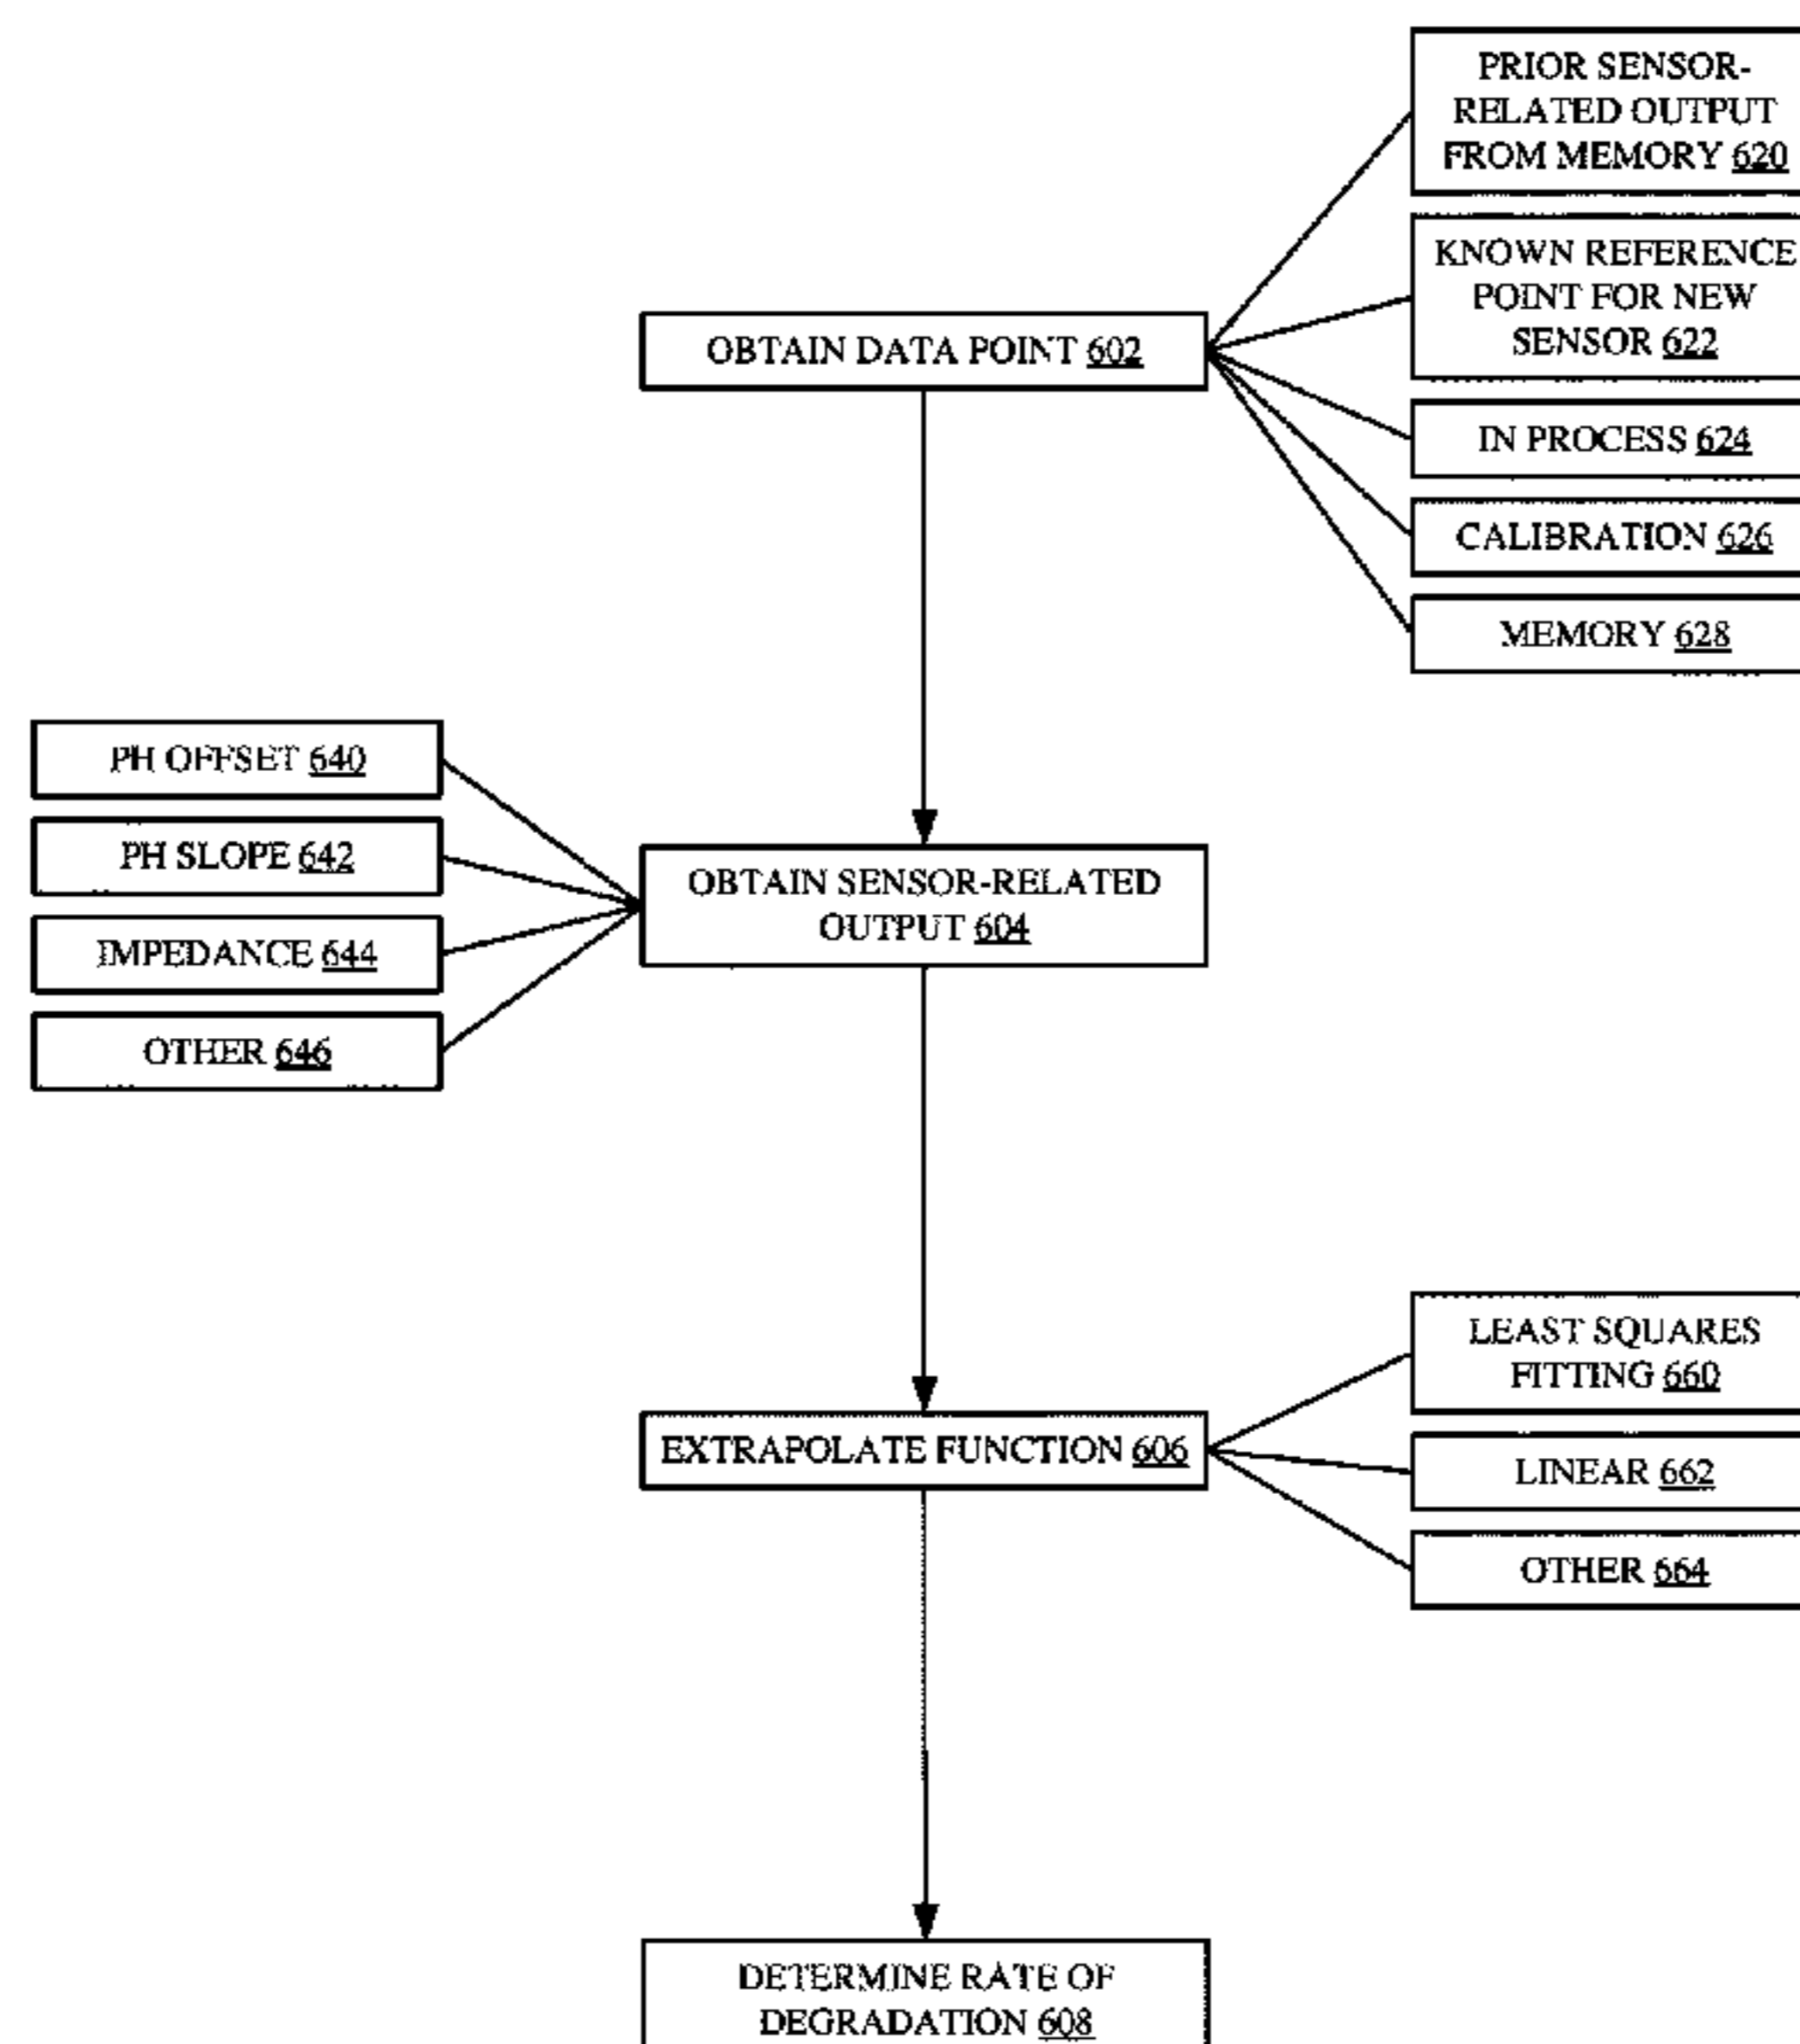 PRIOR SENSOR-
RELATED OUTPUT
FROM MEMORY 620
KNOWN REFERENCE
POINT FOR NEW
SENSOR 622
OBTAIN DATA POINT 602
IN PROCESS 624
CALIBRATION 626
MEMORY 628
PH OFFSET 640
PH SLOPE 642
IMPEDANCE 644
OTHER 646
OBTAIN SENSOR-RELATED
OUTPUT 604
LEAST SQUARES
FITTING 660
EXTRAPOLATE FUNCTION 606
LINEAR 662
OTHER 664
DETERMINE RATE OF
DEGRADATION 608